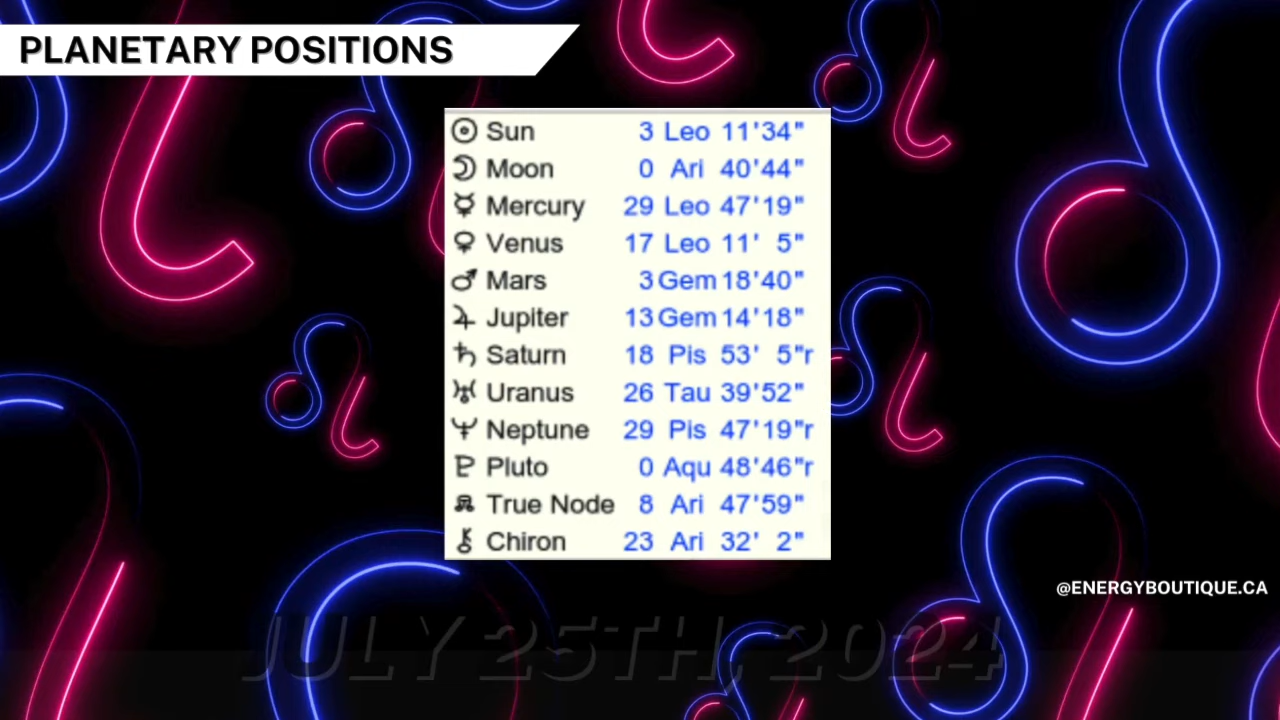 PLANETARY POSITIONS
Sun 3 Leo 11'34"
Moon 0 Ari 40'44"
Mercury 29 Leo 47'19"
Venus 17 Leo 11' 5"
Mars 3 Gem 18'40"
Jupiter 13 Gem 14'18"
Saturn 18 Pis 53' 5"r
Uranus 26 Tau 39'52"
Neptune 29 Pis 47'19"r
Pluto 0 Aqu 48'46"r
True Node 8 Ari 47'59"
Chiron 23 Ari 32' 2"
@ENERGYBOUTIQUE.CA
JULY 25TH, 2024